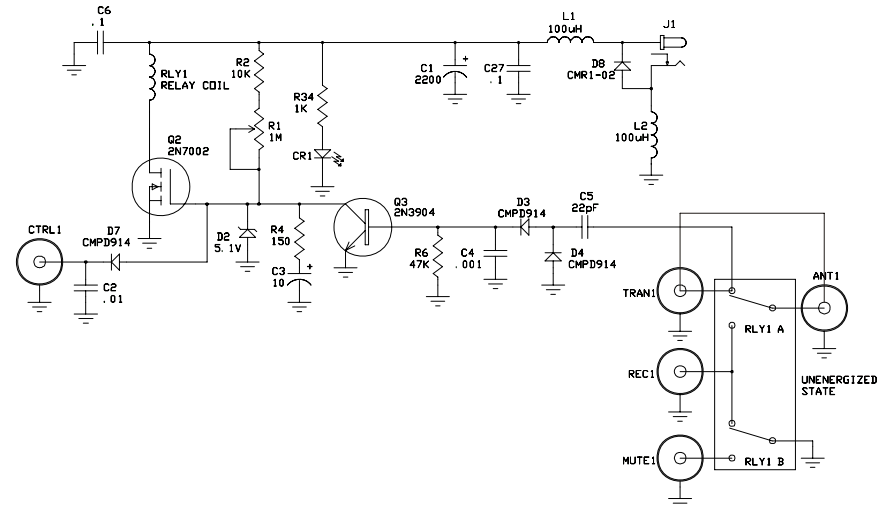 C6
.1
L1
100uH
J1
RLY1
RELAY COIL
R2
10K
R34
1K
C1
2200
+
C27
.1
D8
CMR1-02
R1
1M
CR1
L2
100uH
Q2
2N7002
Q3
2N3904
D3
CMPD914
C5
22pF
CTRL1
D7
CMPD914
D2
5.1V
R4
150
C3
10
+
R6
47K
C4
.001
D4
CMPD914
C2
.01
TRAN1
ANT1
RLY1 A
REC1
UNENERGIZED
STATE
MUTE1
RLY1 B